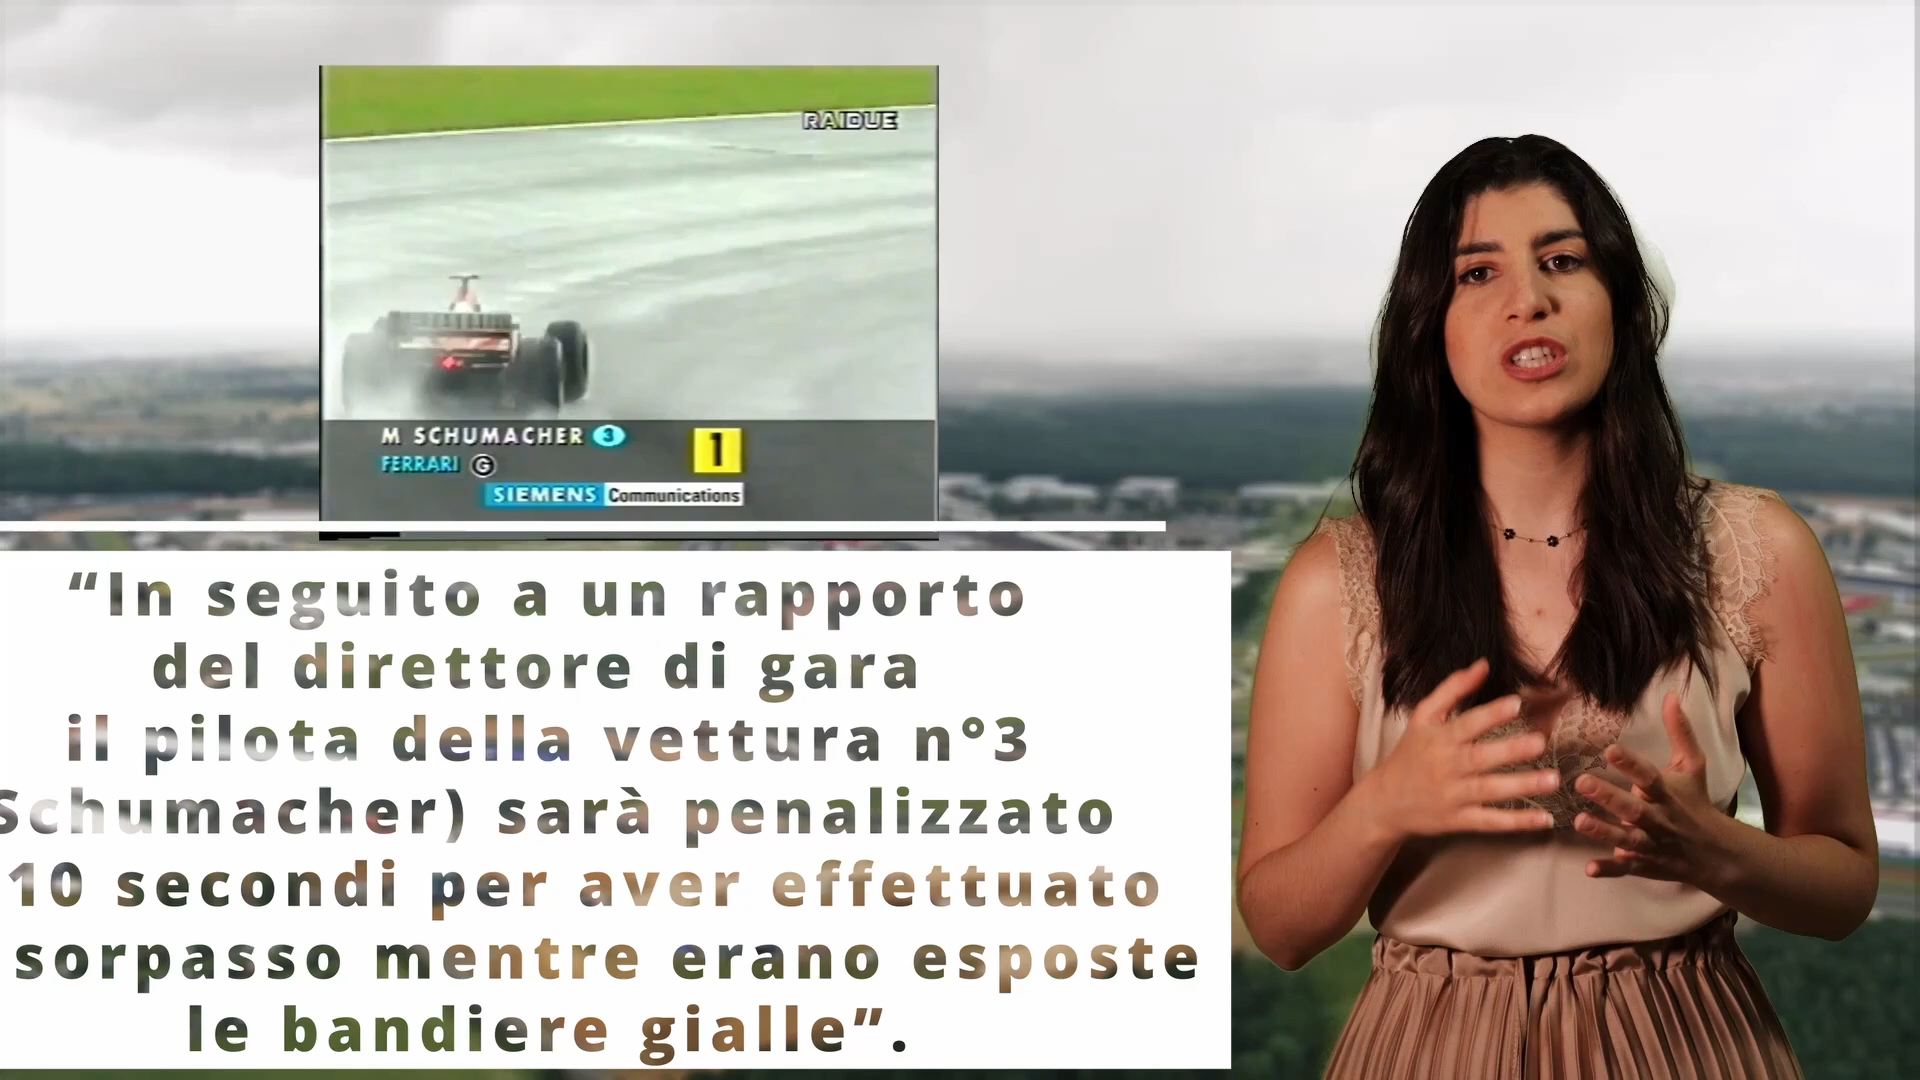 RAIDUE
M SCHUMACHER 3
FERRARI G
1
SIEMENS Communications
“In seguito a un rapporto
del direttore di gara
il pilota della vettura n°3
Schumacher) sarà penalizzato
10 secondi per aver effettuato
sorpasso mentre erano esposte
le bandiere gialle”.